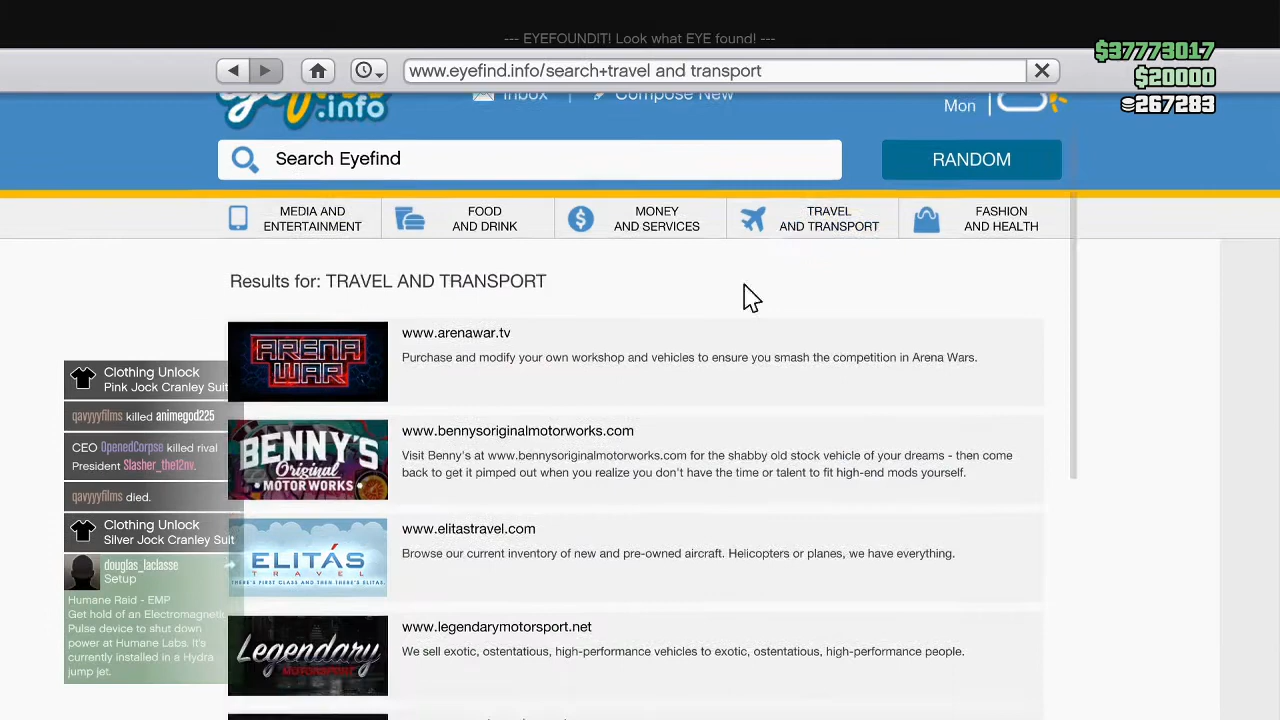 --- EYEFOUNDIT! Look what EYE found! ---
$37773017
www.eyefind.info/search+travel and transport
$20000
267283
Inbox | Compose New
.info
Mon
Search Eyefind
RANDOM
MEDIA AND
ENTERTAINMENT
FOOD
AND DRINK
MONEY
AND SERVICES
TRAVEL
AND TRANSPORT
FASHION
AND HEALTH
Results for: TRAVEL AND TRANSPORT
ARENA
WAR
www.arenawar.tv
Purchase and modify your own workshop and vehicles to ensure you smash the competition in Arena Wars.
BENNY'S
Original
MOTOR WORKS
www.bennysoriginalmotorworks.com
Visit Benny's at www.bennysoriginalmotorworks.com for the shabby old stock vehicle of your dreams - then come
back to get it pimped out when you realize you don't have the time or talent to fit high-end mods yourself.
ELITÁS
TRAVEL
THERE'S FIRST CLASS AND THEN THERE'S ELITAS.
www.elitastravel.com
Browse our current inventory of new and pre-owned aircraft. Helicopters or planes, we have everything.
Legendary
MOTORSPORT
www.legendarymotorsport.net
We sell exotic, ostentatious, high-performance vehicles to exotic, ostentatious, high-performance people.
Clothing Unlock
Pink Jock Cranley Suit
qavyyyfilms killed animegod225
CEO OpenedCorpse killed rival
President Slasher_the12nv.
qavyyyfilms died.
Clothing Unlock
Silver Jock Cranley Suit
douglas_laclasse
Setup
Humane Raid - EMP
Get hold of an Electromagnetic
Pulse device to shut down
power at Humane Labs. It's
currently installed in a Hydra
jump jet.